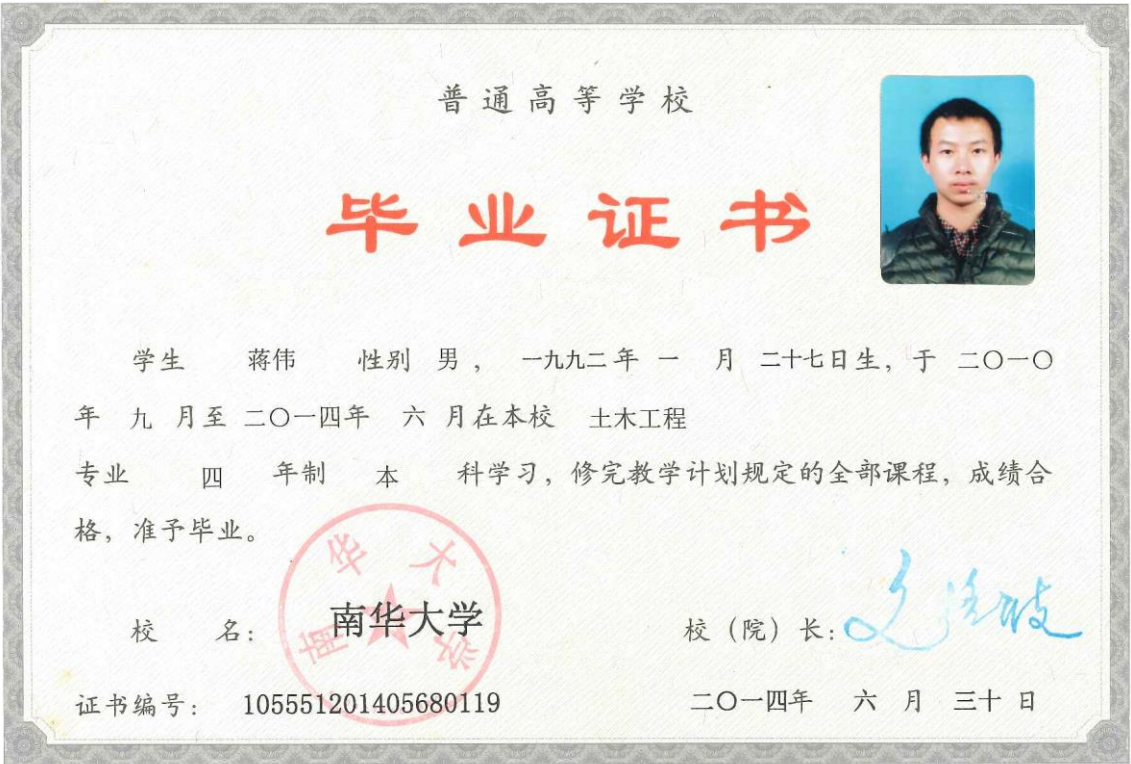 普通高等学校
毕业证书
学生 蒋伟 性别 男, 一九九二年 一 月 二十七日生, 于 二〇一〇
年 九 月至 二〇一四年 六 月在本校 土木工程
专业 四 年制 本 科学习, 修完教学计划规定的全部课程, 成绩合
格, 准予毕业。
南华大学
校 名: 南华大学 校 (院) 长:
证书编号: 105551201405680119 二〇一四年 六 月 三十 日